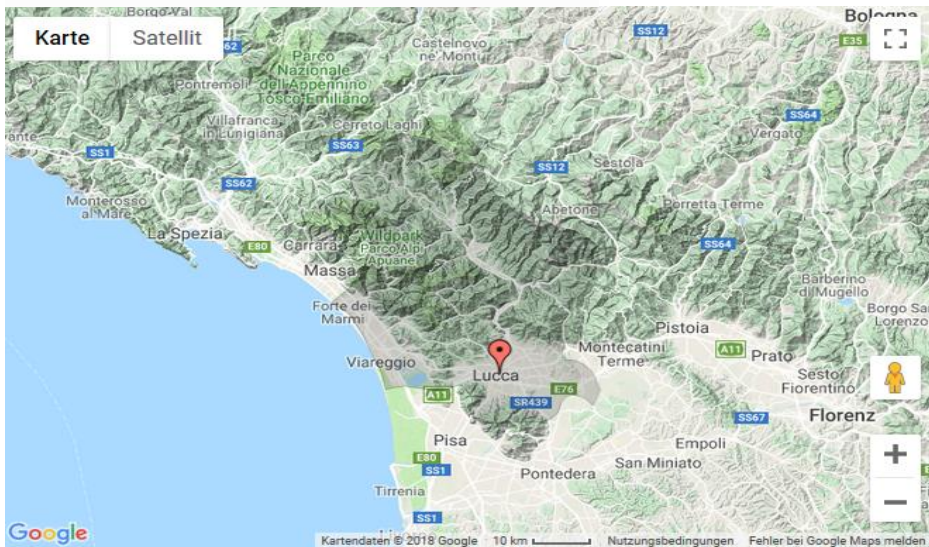 Borgo Val
Bologna
Karte Satellit
SS12
E35
SS62
Castelnovo
ne' Monti
Parco
Nazionale
dell'Appennino
Tosco Emiliano
Pontremoli
Villafranca
in Lunigiana
Cerreto Laghi
SS63
SS64
Vergato
SS1
SS12
Sestola
SS62
Monterosso
al Mare
Abetone
Porretta Terme
La Spezia
E80
Carrara
Wildpark
Parco Alpi
Apuane
SS64
Massa
Barberino
di Mugello
Forte dei
Marmi
Borgo San
Lorenzo
Pistoia
Viareggio
Lucca
Montecatini
Terme
A11
Prato
Sesto
Fiorentino
A11
E76
SR439
SS67
Florenz
Pisa
Empoli
San Miniato
E80
SS1
Pontedera
Tirrenia
SS1
Google
Kartendaten © 2018 Google 10 km Nutzungsbedingungen Fehler bei Google Maps melden